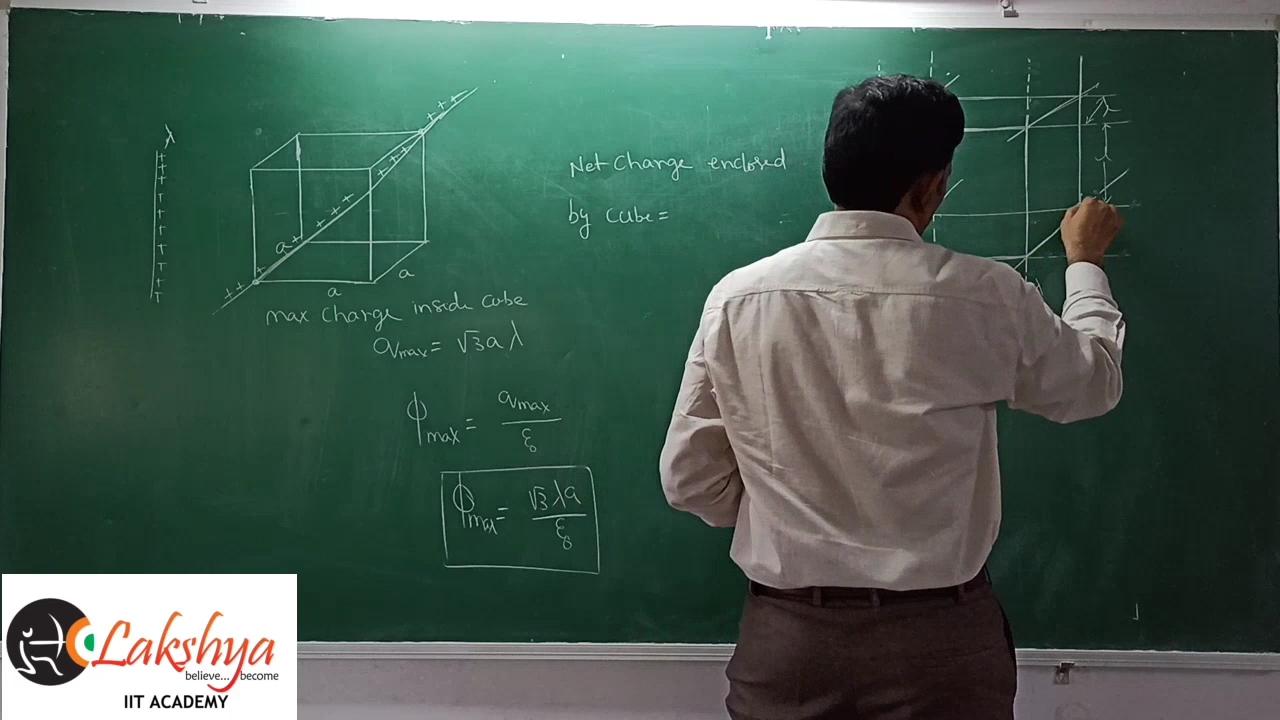 λ
a
a
a
max charge inside cube
qmax = √3 a λ
ϕmax = qmax / ε0
ϕmax = √3 λ a / ε0
Net Charge enclosed
by cube =
λ
λ
Lakshya
believe... become
IIT ACADEMY